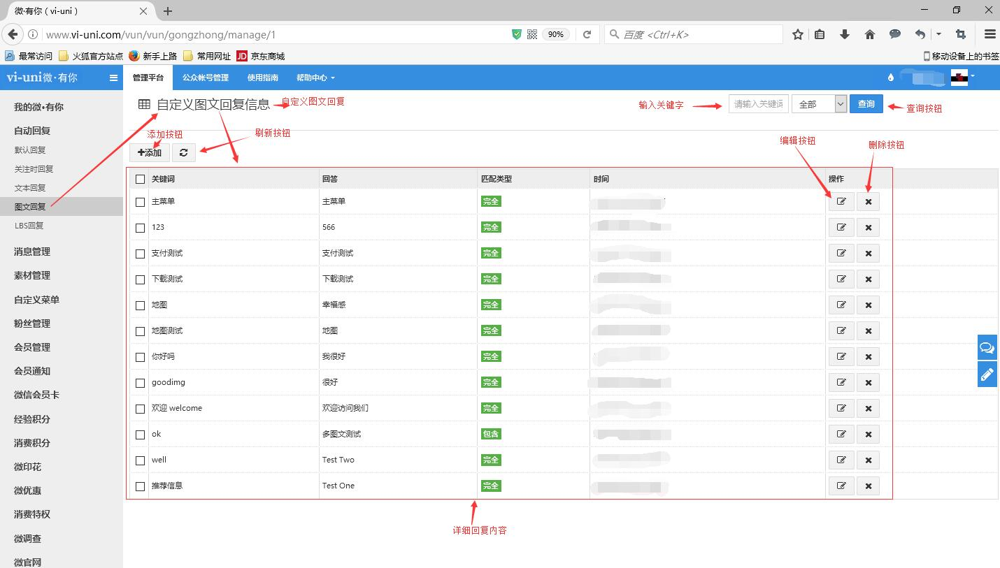 微·有你 ( vi-uni )
www.vi-uni.com/vun/vun/gongzhong/manage/1
90%
百度 <Ctrl+K>
最常访问 火狐官方站点 新手上路 常用网址 JD 京东商城 移动设备上的书签
vi-uni微·有你 管理平台 公众帐号管理 使用指南 帮助中心
我的微•有你
自动回复
默认回复
关注时回复
文本回复
图文回复
LBS回复
消息管理
素材管理
自定义菜单
粉丝管理
会员管理
会员通知
微信会员卡
经验积分
消费积分
微印花
微优惠
消费特权
微调查
微官网
自定义图文回复信息 自定义图文回复
输入关键字 请输入关键词 全部 查询 查询按钮
添加按钮 刷新按钮
编辑按钮 删除按钮
添加
关键词 回答 匹配类型 时间 操作
主菜单 主菜单 完全
123 566 完全
支付测试 支付测试 完全
下载测试 下载测试 完全
地图 幸福感 完全
地图测试 地图 完全
你好吗 我很好 完全
goodimg 很好 完全
欢迎 welcome 欢迎访问我们 完全
ok 多图文测试 包含
well Test Two 完全
推荐信息 Test One 完全
详细回复内容